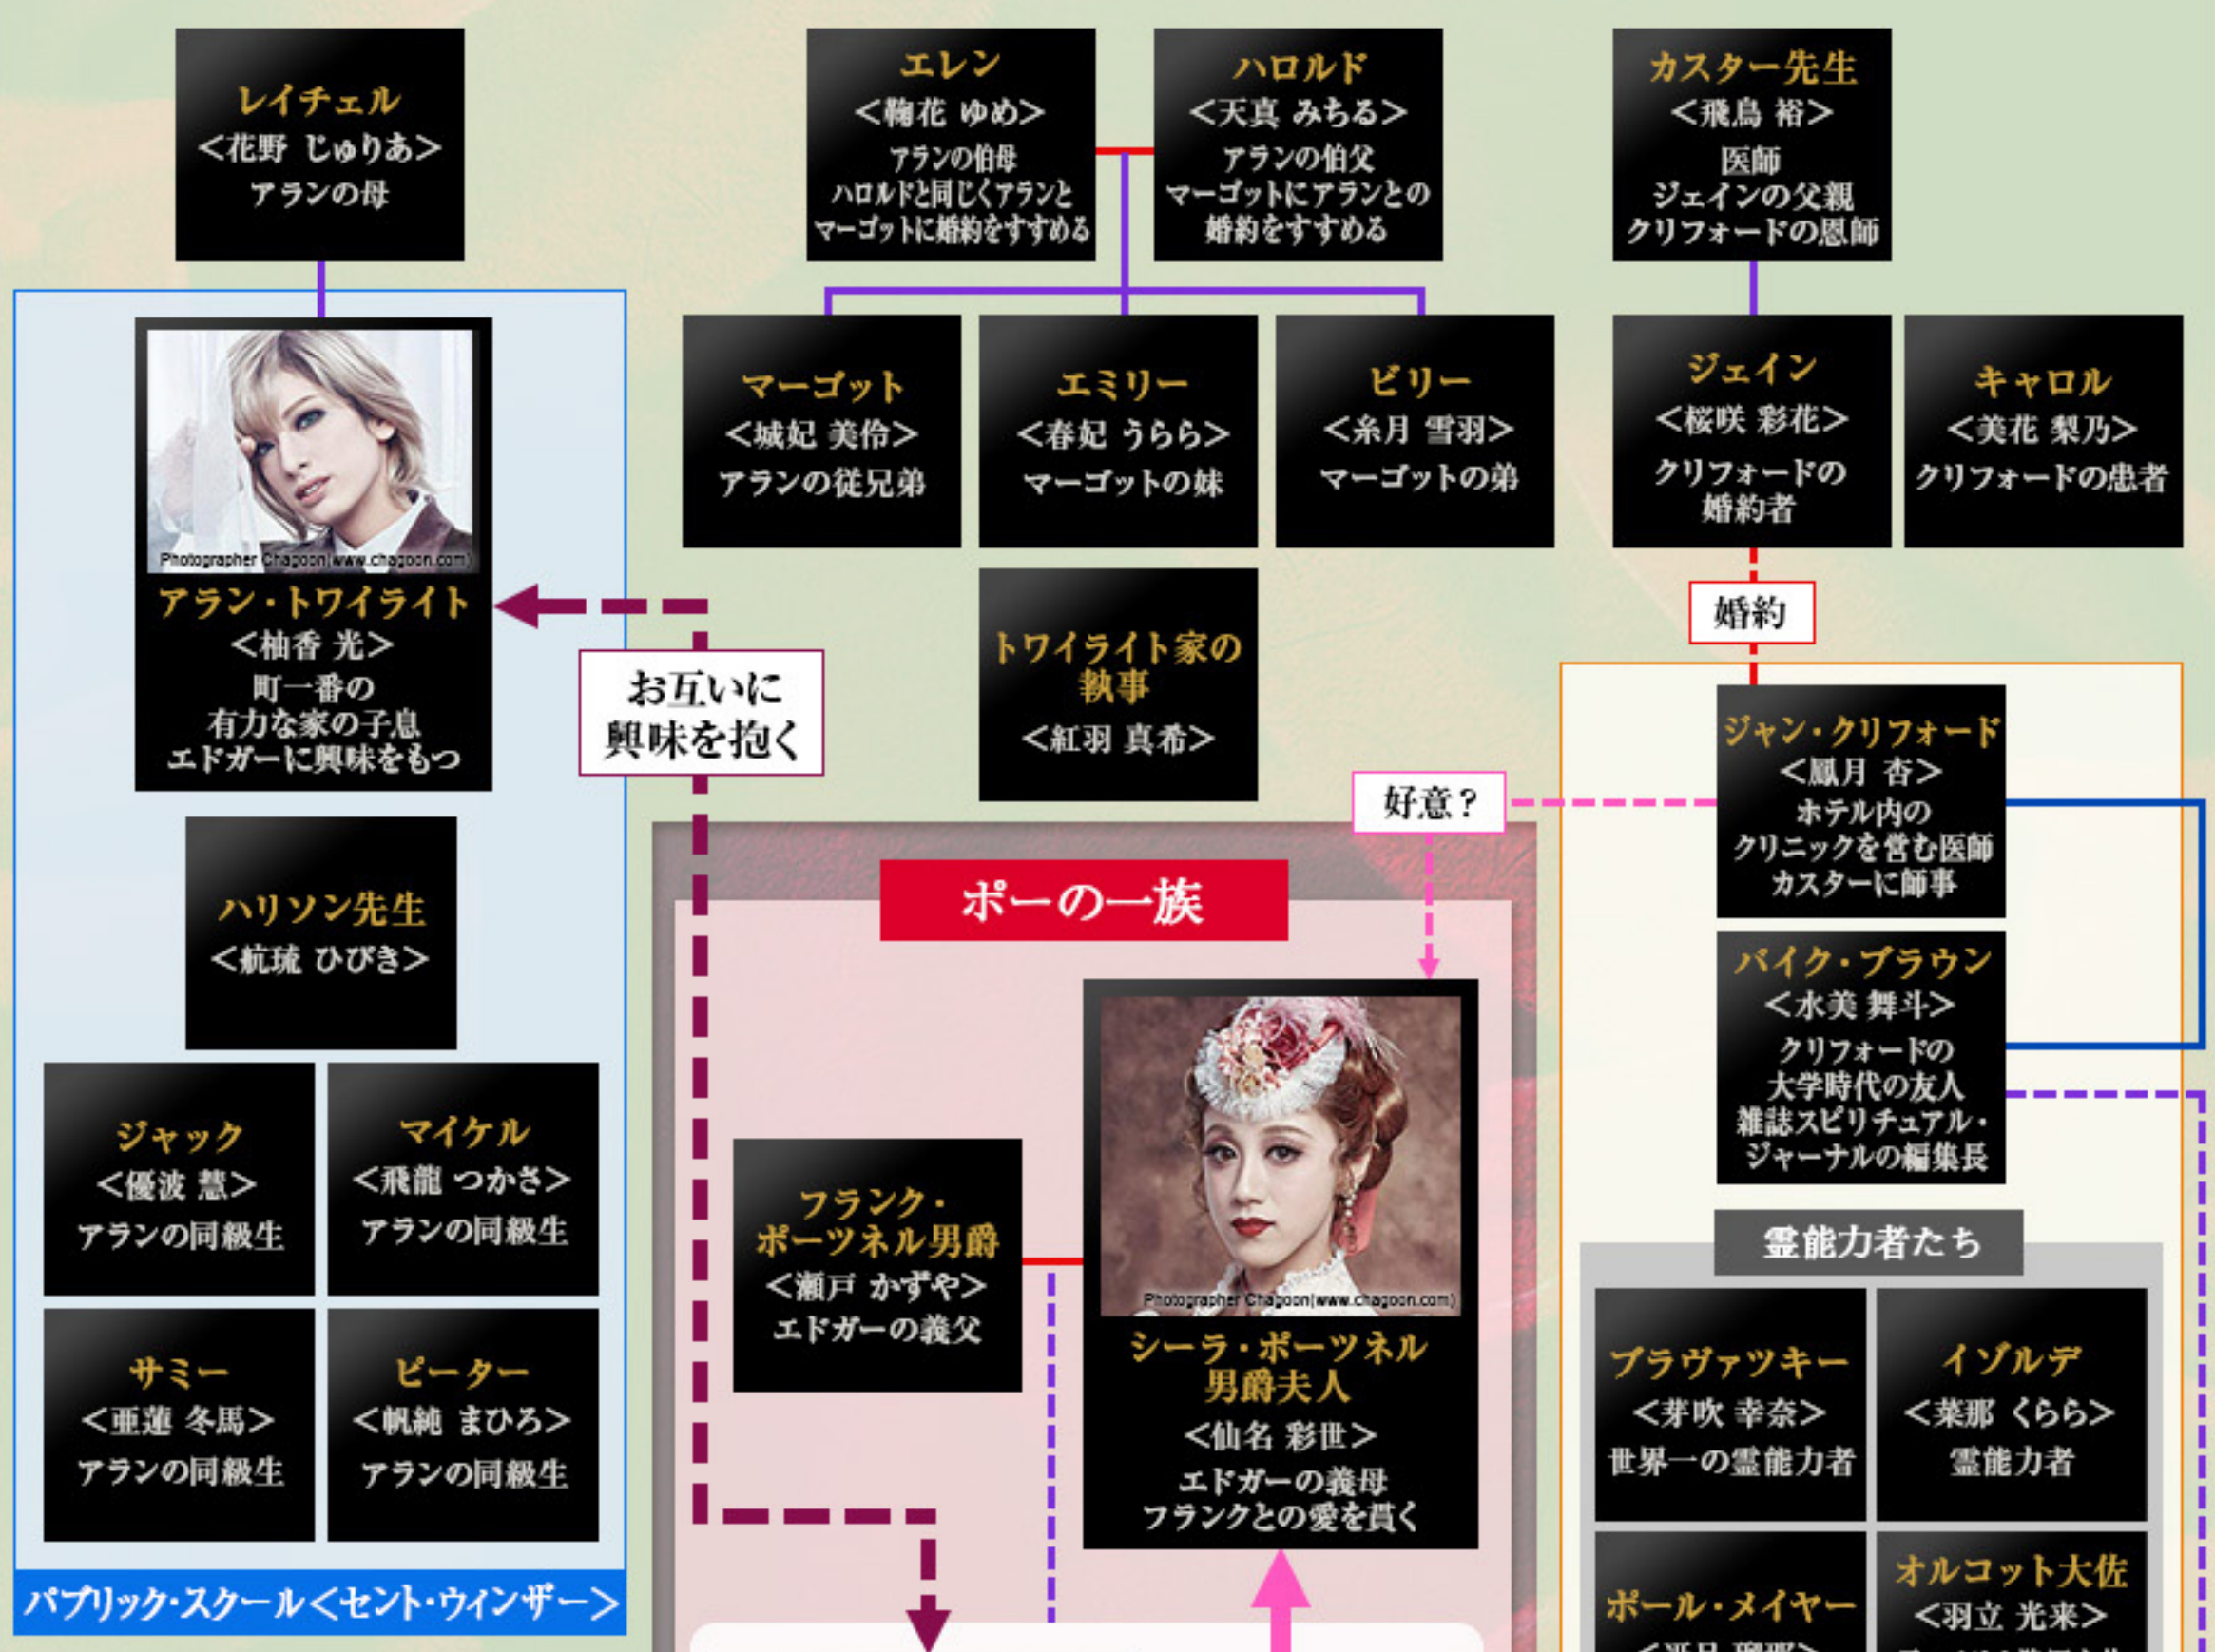 レイチェル
<花野 じゅりあ>
アランの母
エレン
<鞠花 ゆめ>
アランの伯母
ハロルドと同じくアランと
マーゴットに婚約をすすめる
ハロルド
<天真 みちる>
アランの伯父
マーゴットにアランとの
婚約をすすめる
カスター先生
<飛鳥 裕>
医師
ジェインの父親
クリフォードの恩師
Photographer Chagoon(www.chagoon.com)
アラン・トワイライト
<柚香 光>
町一番の
有力な家の子息
エドガーに興味をもつ
マーゴット
<城妃 美伶>
アランの従兄弟
エミリー
<春妃 うらら>
マーゴットの妹
ビリー
<糸月 雪羽>
マーゴットの弟
ジェイン
<桜咲 彩花>
クリフォードの
婚約者
キャロル
<美花 梨乃>
クリフォードの患者
婚約
お互いに
興味を抱く
トワイライト家の
執事
<紅羽 真希>
好意?
ジャン・クリフォード
<鳳月 杏>
ホテル内の
クリニックを営む医師
カスターに師事
バイク・ブラウン
<水美 舞斗>
クリフォードの
大学時代の友人
雑誌スピリチュアル・
ジャーナルの編集長
ハリソン先生
<航琉 ひびき>
ジャック
<優波 慧>
アランの同級生
マイケル
<飛龍 つかさ>
アランの同級生
サミー
<亜蓮 冬馬>
アランの同級生
ピーター
<帆純 まひろ>
アランの同級生
パブリック・スクール<セント・ウィンザー>
ポーの一族
フランク・
ポーツネル男爵
<瀬戸 かずや>
エドガーの義父
Photographer Chagoon(www.chagoon.com)
シーラ・ポーツネル
男爵夫人
<仙名 彩世>
エドガーの義母
フランクとの愛を貫く
霊能力者たち
ブラヴァツキー
<芽吹 幸奈>
世界一の霊能力者
イゾルデ
<菜那 くらら>
霊能力者
ポール・メイヤー
オルコット大佐
<羽立 光来>